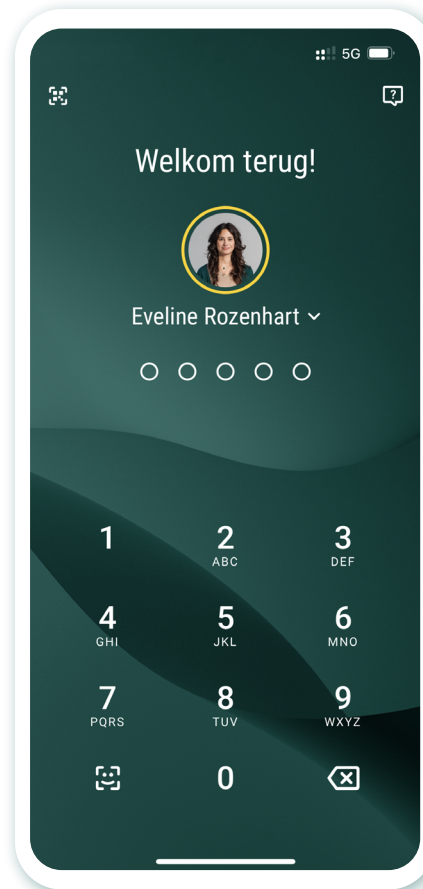 5G
?
Welkom terug!
Eveline Rozenhart
1 2 3
ABC DEF
4 5 6
GHI JKL MNO
7 8 9
PQRS TUV WXYZ
0